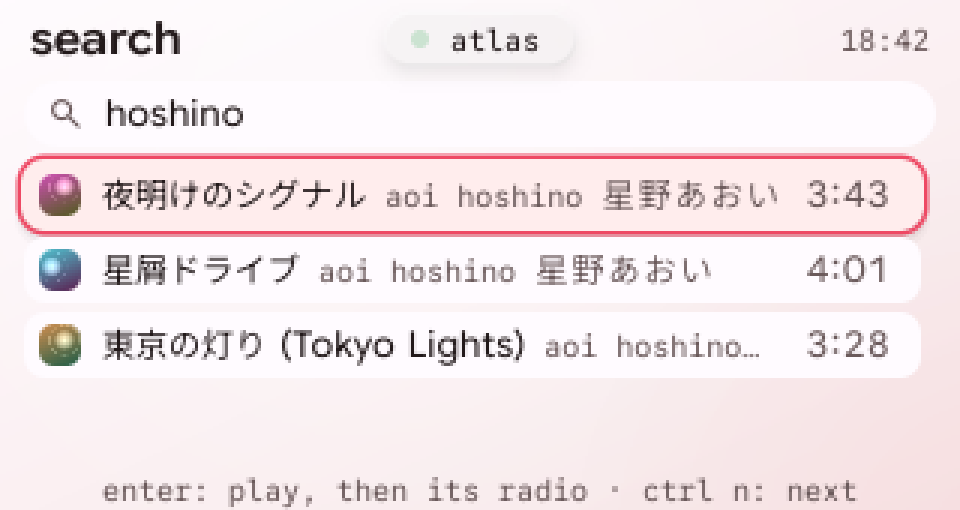 search atlas 18:42
hoshino
夜明けのシグナル aoi hoshino 星野あおい 3:43
星屑ドライブ aoi hoshino 星野あおい 4:01
東京の灯り (Tokyo Lights) aoi hoshino… 3:28
enter: play, then its radio · ctrl n: next